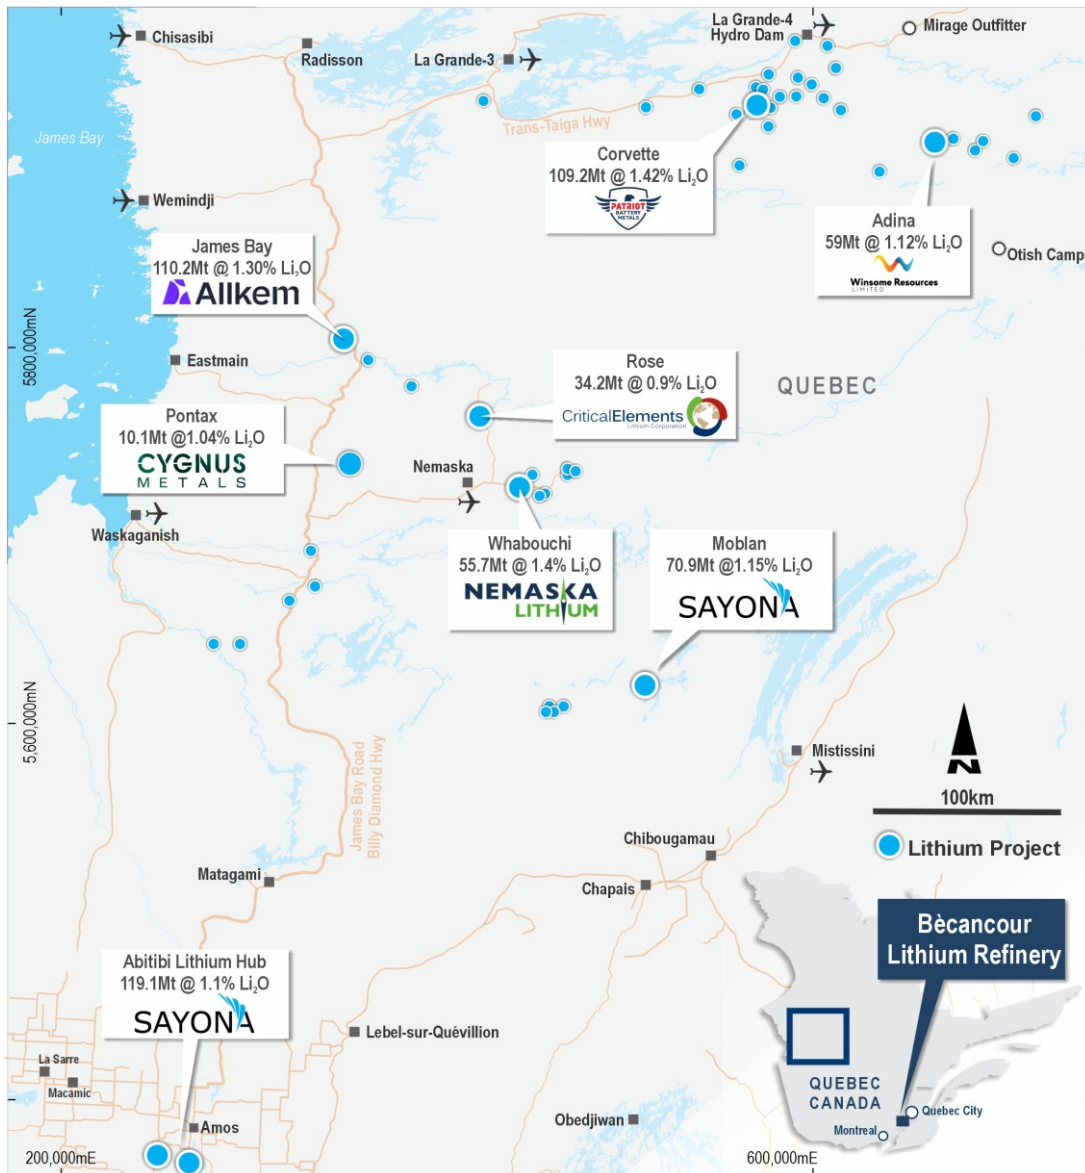 La Grande-4
Hydro Dam
Mirage Outfitter
Chisasibi
Radisson
La Grande-3
James Bay
Trans-Taiga Hwy
Corvette
109.2Mt @ 1.42% Li₂O
PATRIOT
BATTERY
METALS
Wemindji
Adina
59Mt @ 1.12% Li₂O
Winsome Resources
LIMITED
Otish Camp
James Bay
110.2Mt @ 1.30% Li₂O
Allkem
5800,000mN
Eastmain
Rose
34.2Mt @ 0.9% Li₂O
CriticalElements
Lithium Corporation
QUEBEC
Pontax
10.1Mt @1.04% Li₂O
CYGNUS
METALS
Nemaska
Waskaganish
Whabouchi
55.7Mt @ 1.4% Li₂O
NEMASKA
LITHIUM
Moblan
70.9Mt @1.15% Li₂O
SAYONA
5,600,000mN
Mistissini
N
100km
James Bay Road
Billy Diamond Hwy
Lithium Project
Chibougamau
Matagami
Chapais
Bècancour
Lithium Refinery
Abitibi Lithium Hub
119.1Mt @ 1.1% Li₂O
SAYONA
Lebel-sur-Quévillion
La Sarre
Macamic
QUEBEC
CANADA
Quebec City
Montreal
Amos
Obedjiwan
200,000mE
600,000mE